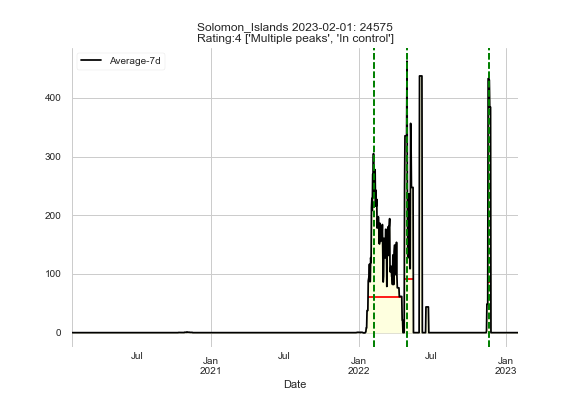 Solomon_Islands 2023-02-01: 24575
Rating:4 ['Multiple peaks', 'In control']
Average-7d
400
300
200
100
0
Jul
Jan
2021
Jul
Jan
2022
Jul
Jan
2023
Date